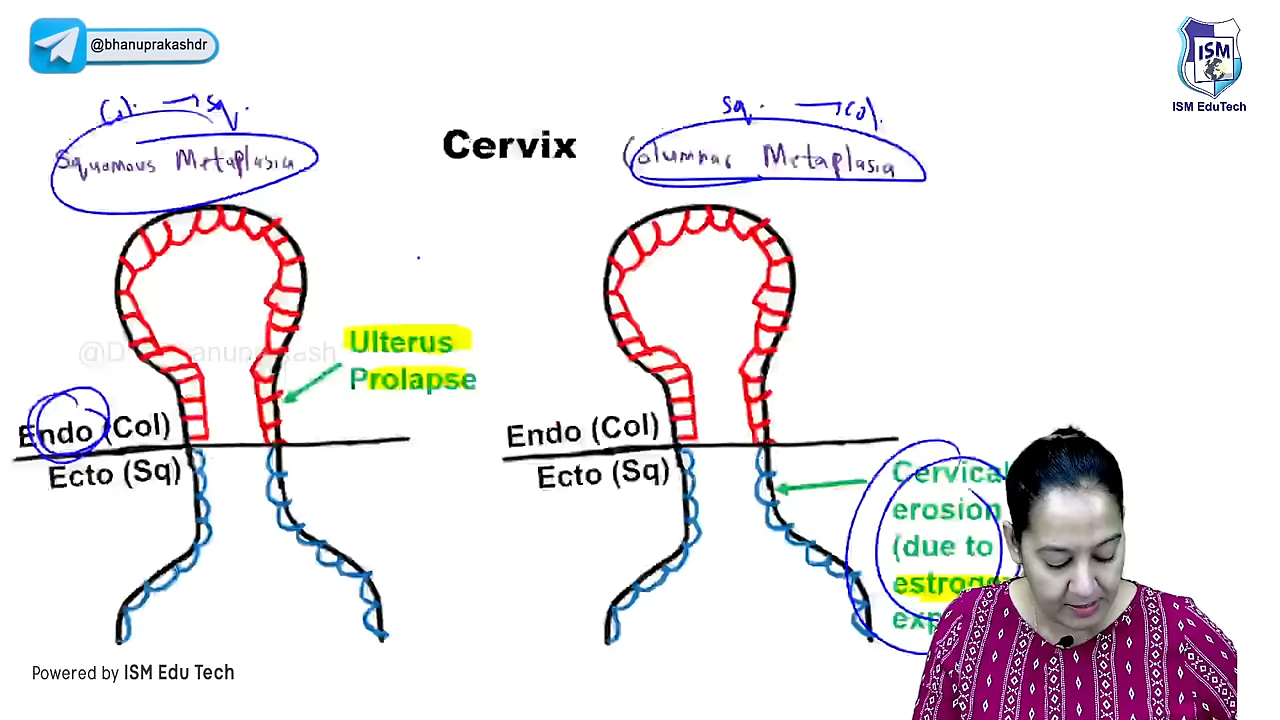 @bhanuprakashdr
ISM
ISM EduTech
Col. → Sq.
Squamous Metaplasia
Cervix
Sq. → Col.
Columnar Metaplasia
Ulterus
Prolapse
Endo (Col)
Ecto (Sq)
Endo (Col)
Ecto (Sq)
Cervical
erosion
(due to
Powered by ISM Edu Tech